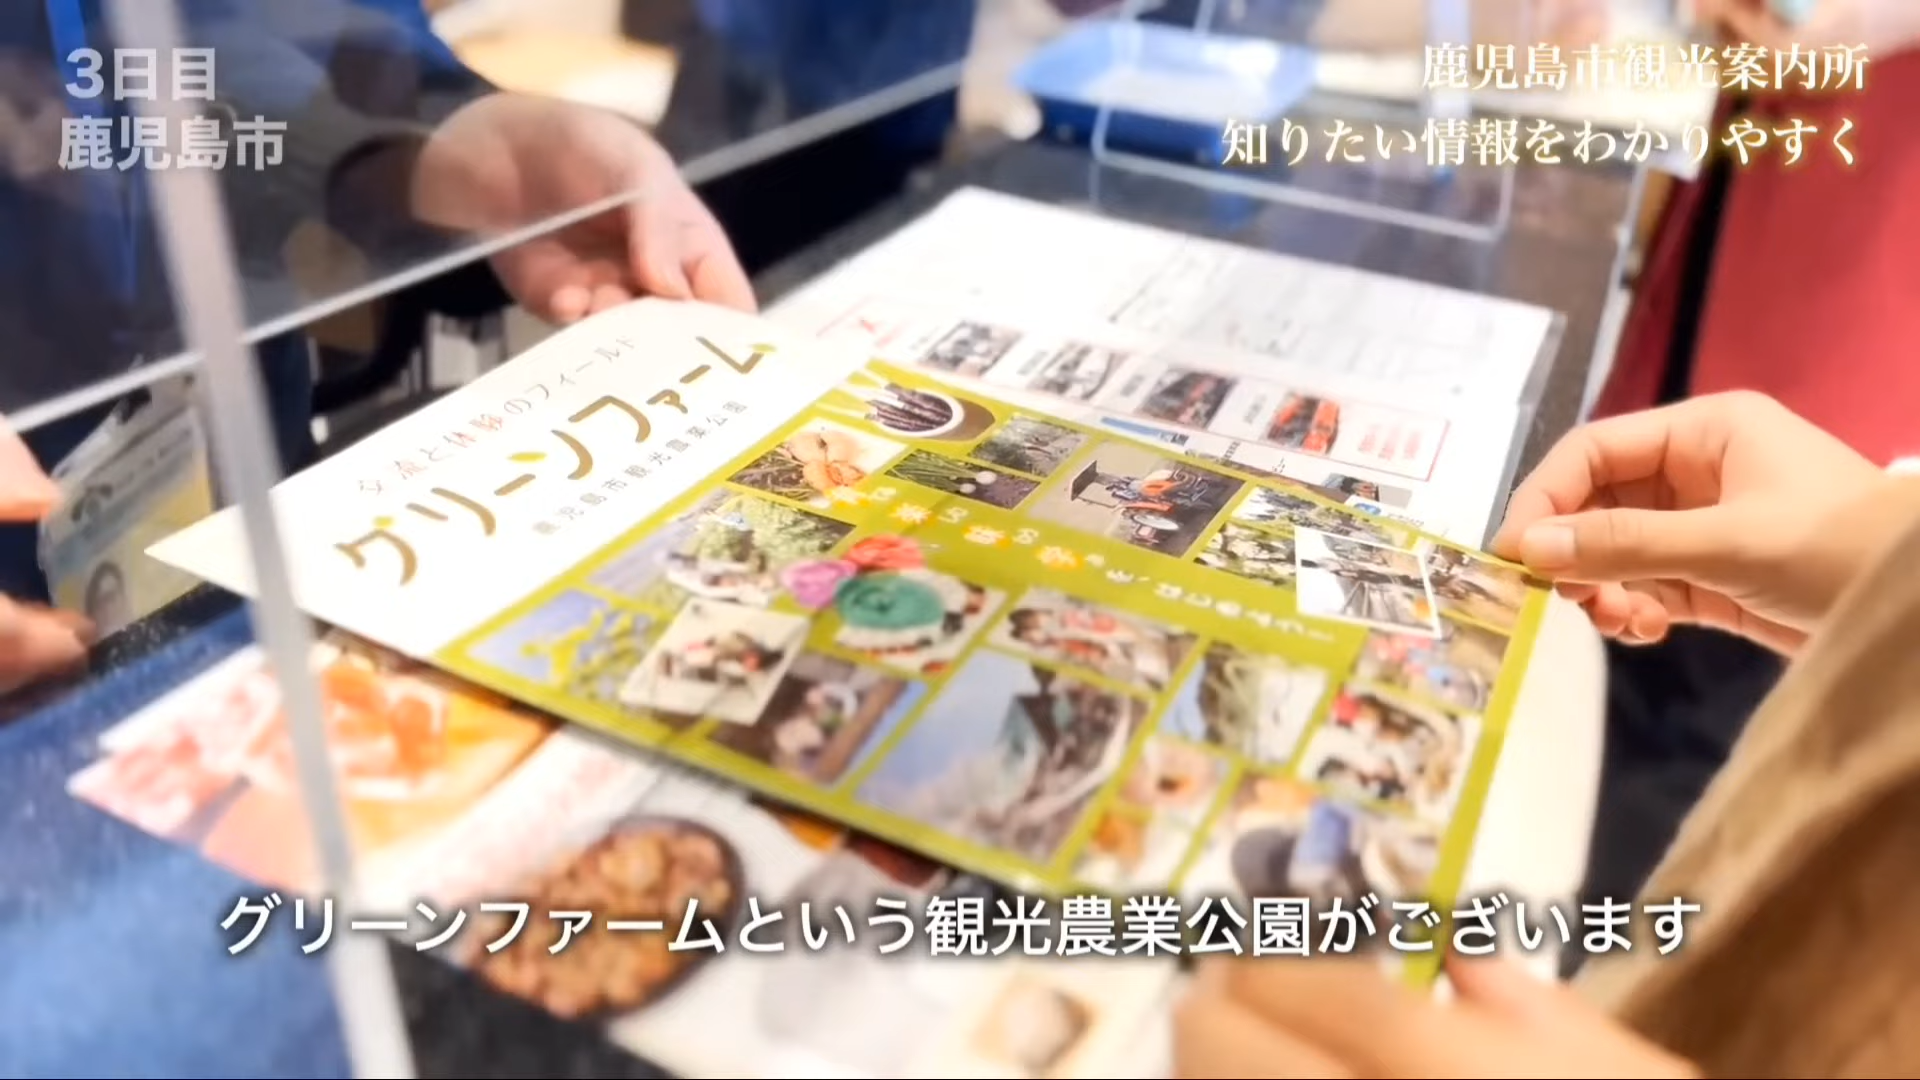 3日目
鹿児島市
鹿児島市観光案内所
知りたい情報をわかりやすく
交流と体験のフィールド
グリーンファーム
鹿児島市観光農業公園
グリーンファームという観光農業公園がございます